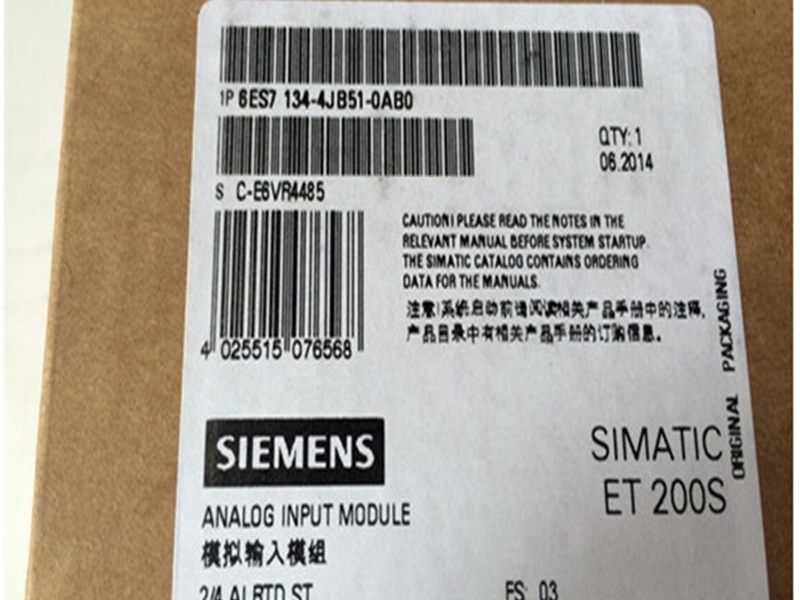 1P 6ES7 134-4JB51-0AB0
QTY: 1
06.2014
S C-E6VR4485
CAUTION! PLEASE READ THE NOTES IN THE
RELEVANT MANUAL BEFORE SYSTEM STARTUP.
THE SIMATIC CATALOG CONTAINS ORDERING
DATA FOR THE MANUALS.
注意!系统启动前请阅读相关产品手册中的注释,
产品目录中有相关产品手册的订购信息。
4 025515 076568
ORIGINAL PACKAGING
SIEMENS
SIMATIC
ET 200S
ANALOG INPUT MODULE
模拟输入模组
2/4 AI RTD ST
FS: 03